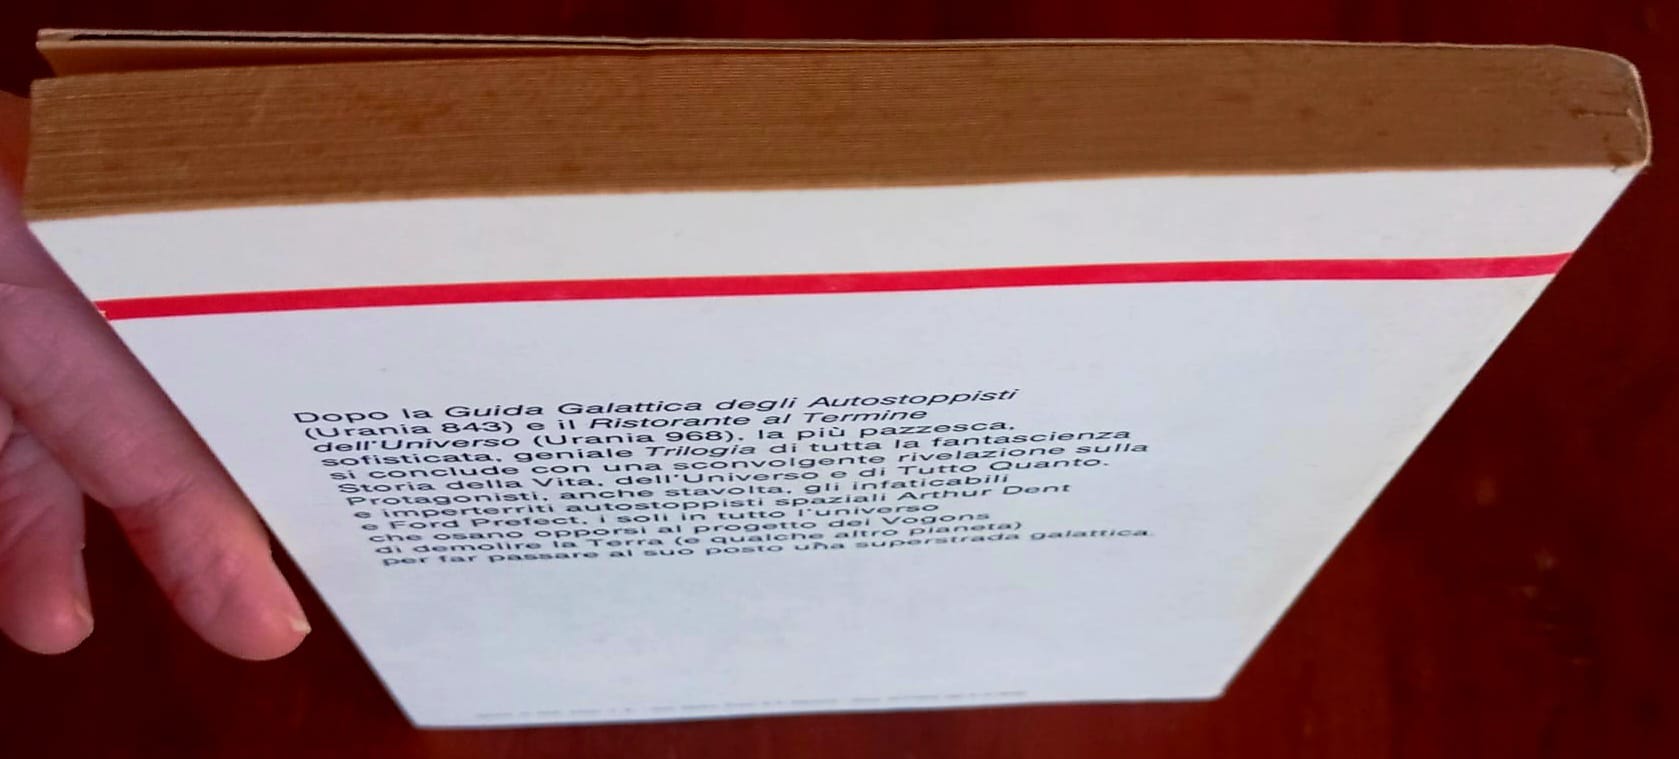 Dopo la Guida Galattica degli Autostoppisti
(Urania 843) e il Ristorante al Termine
dell'Universo (Urania 968), la più pazzesca,
sofisticata, geniale Trilogia di tutta la fantascienza
si conclude con una sconvolgente rivelazione sulla
Storia della Vita, dell'Universo e di Tutto Quanto.
Protagonisti, anche stavolta, gli infaticabili
e imperterriti autostoppisti spaziali Arthur Dent
e Ford Prefect, i soli in tutto l'universo
che osano opporsi al progetto dei Vogons
di demolire la Terra (e qualche altro pianeta)
per far passare al suo posto una superstrada galattica.